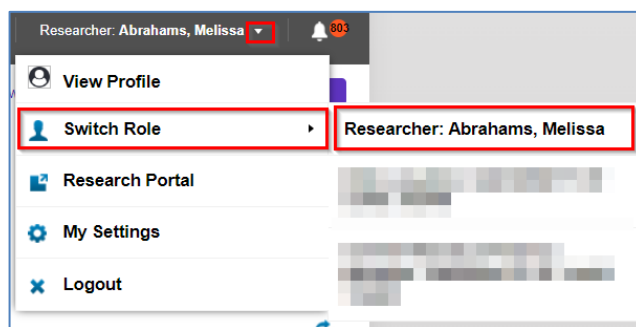 Researcher: Abrahams, Melissa
803
View Profile
Switch Role
Researcher: Abrahams, Melissa
Research Portal
My Settings
Logout